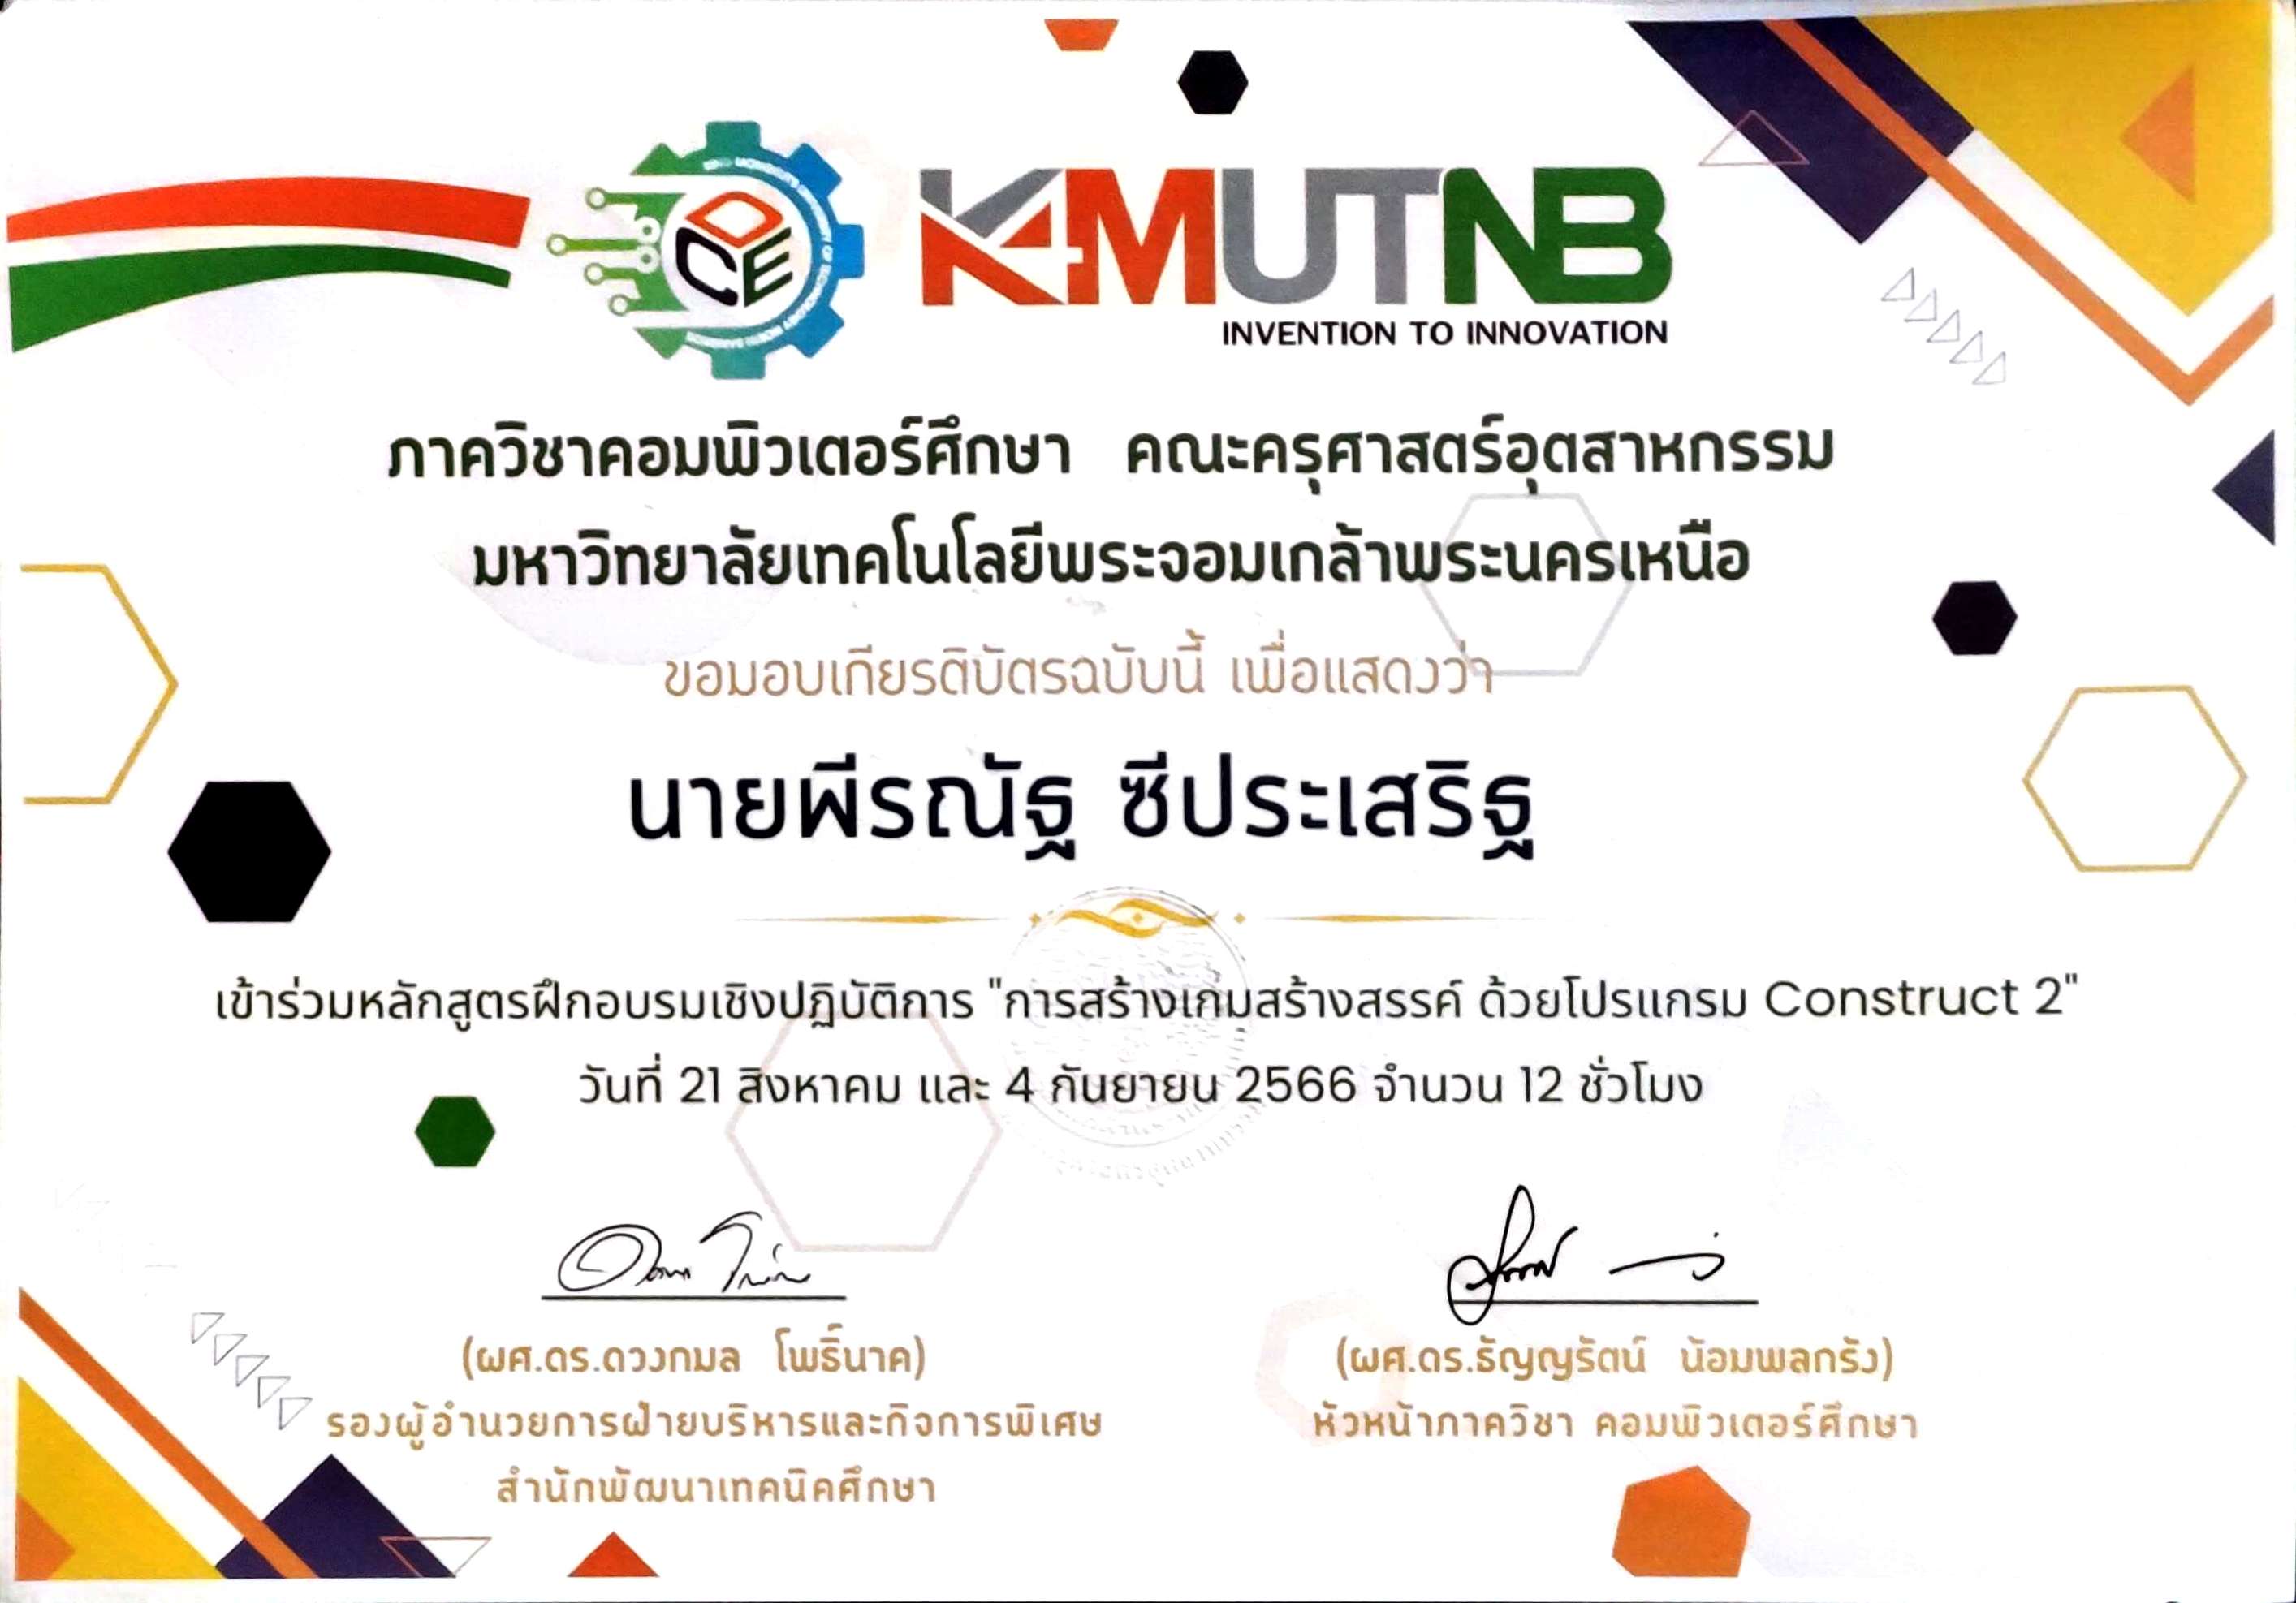 DCE
KMUTNB
INVENTION TO INNOVATION
ภาควิชาคอมพิวเตอร์ศึกษา คณะครุศาสตร์อุตสาหกรรม
มหาวิทยาลัยเทคโนโลยีพระจอมเกล้าพระนครเหนือ
ขอมอบเกียรติบัตรฉบับนี้ เพื่อแสดงว่า
นายพีรณัฐ ซีประเสริฐ
เข้าร่วมหลักสูตรฝึกอบรมเชิงปฏิบัติการ "การสร้างเกมสร้างสรรค์ ด้วยโปรแกรม Construct 2"
วันที่ 21 สิงหาคม และ 4 กันยายน 2566 จำนวน 12 ชั่วโมง
(ผศ.ดร.ดวงกมล โพธิ์นาค)
(ผศ.ดร.ธัญญรัตน์ น้อมพลกรัง)
รองผู้อำนวยการฝ่ายบริหารและกิจการพิเศษ
หัวหน้าภาควิชา คอมพิวเตอร์ศึกษา
สำนักพัฒนาเทคนิคศึกษา